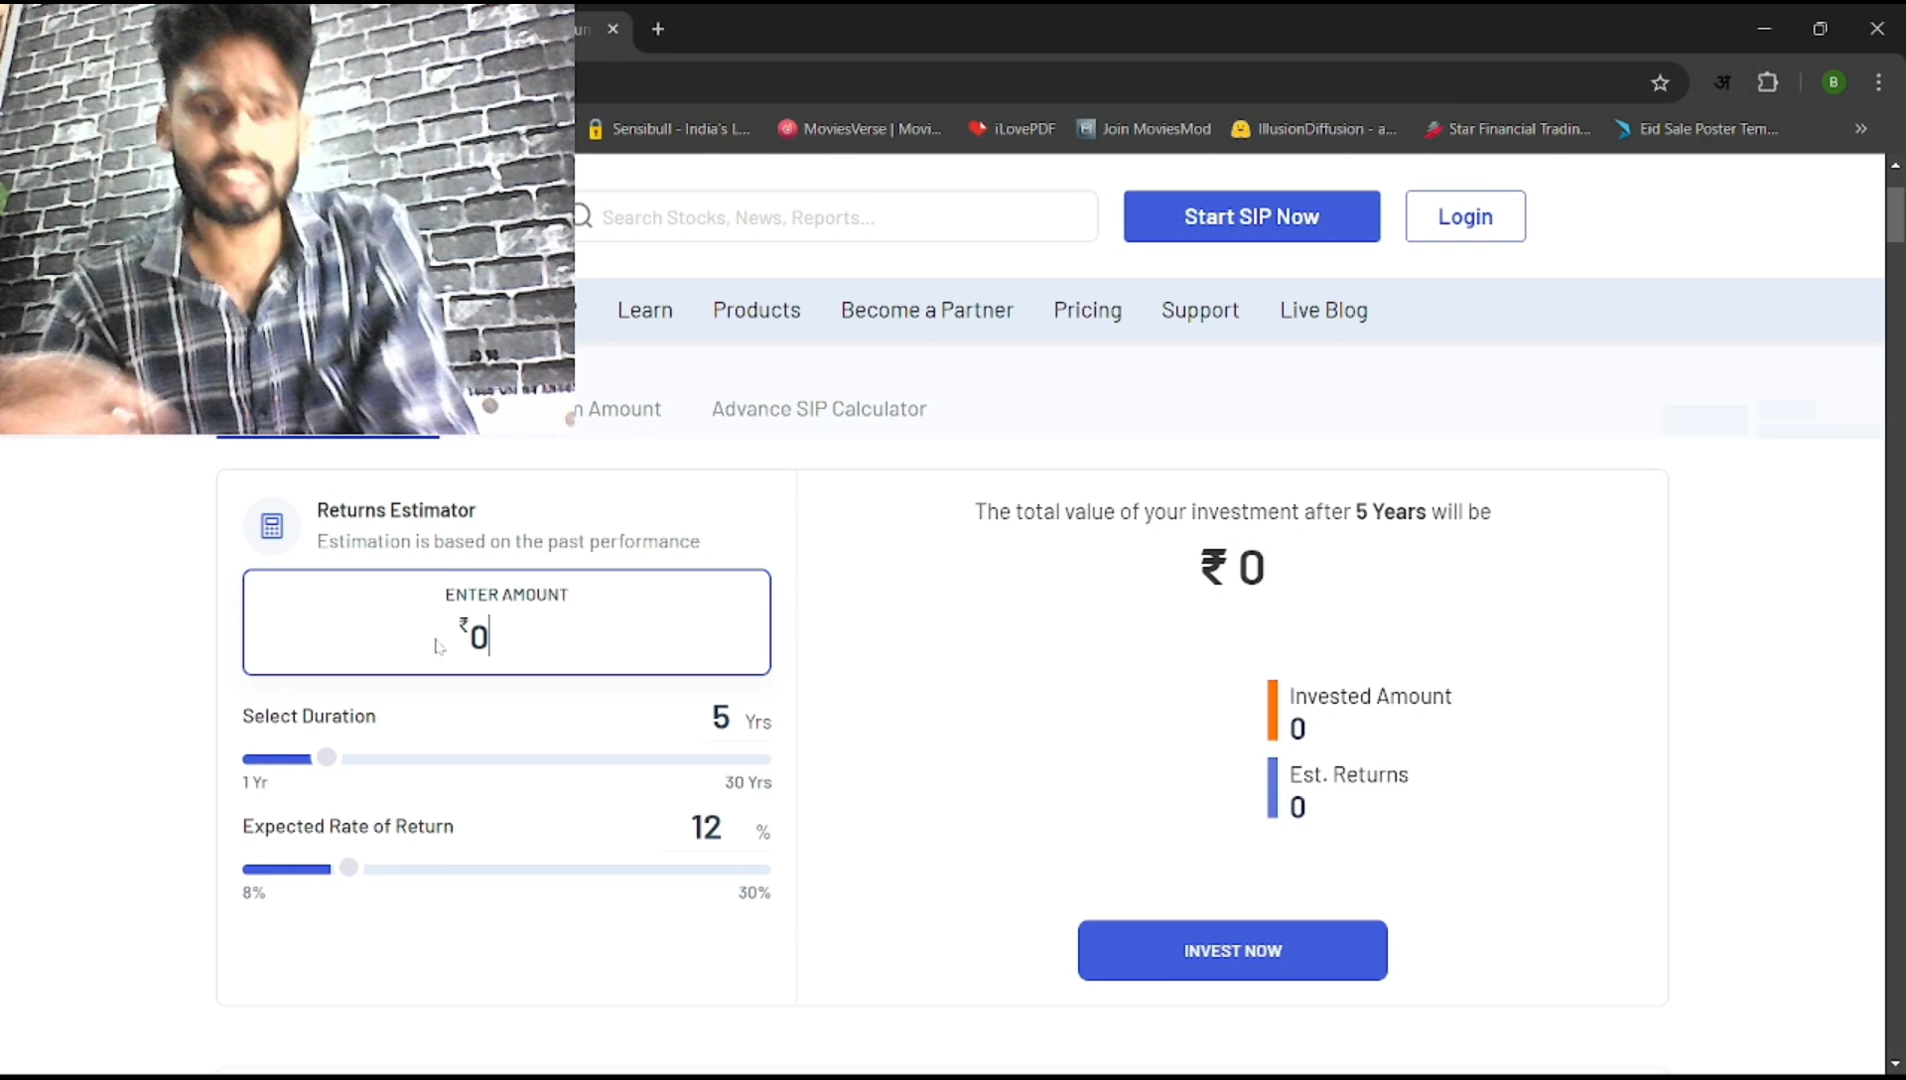 Sensibull - India's L...
MoviesVerse | Movi...
iLovePDF
Join MoviesMod
IllusionDiffusion - a...
Star Financial Tradin...
Eid Sale Poster Tem...
अ
B
Search Stocks, News, Reports...
Start SIP Now
Login
Learn
Products
Become a Partner
Pricing
Support
Live Blog
Amount
Advance SIP Calculator
Returns Estimator
Estimation is based on the past performance
ENTER AMOUNT
₹0
Select Duration
5 Yrs
1 Yr
30 Yrs
Expected Rate of Return
12 %
8%
30%
The total value of your investment after 5 Years will be
₹ 0
Invested Amount
0
Est. Returns
0
INVEST NOW